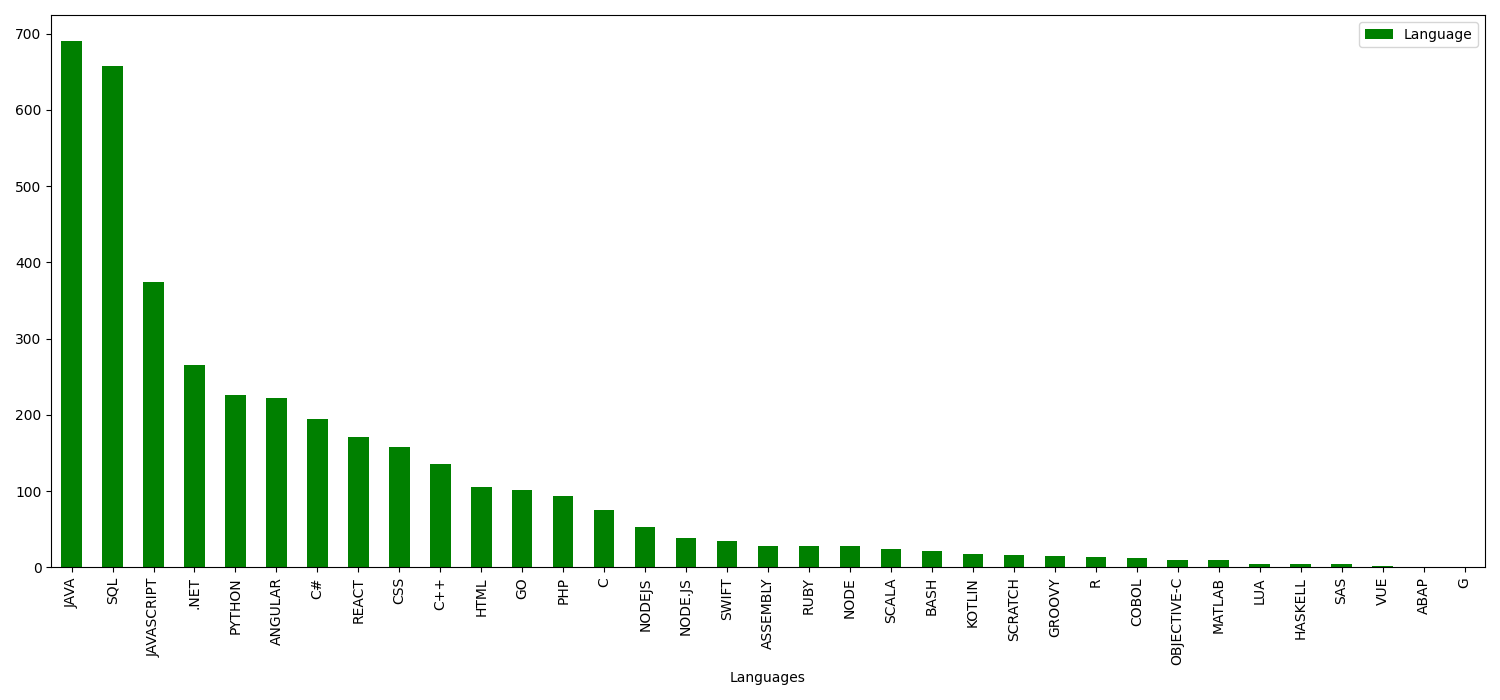 700
600
500
400
300
200
100
0
Language
JAVA
SQL
JAVASCRIPT
.NET
PYTHON
ANGULAR
C#
REACT
CSS
C++
HTML
GO
PHP
C
NODEJS
NODE.JS
SWIFT
ASSEMBLY
RUBY
NODE
SCALA
BASH
KOTLIN
SCRATCH
GROOVY
R
COBOL
OBJECTIVE-C
MATLAB
LUA
HASKELL
SAS
VUE
ABAP
G
Languages